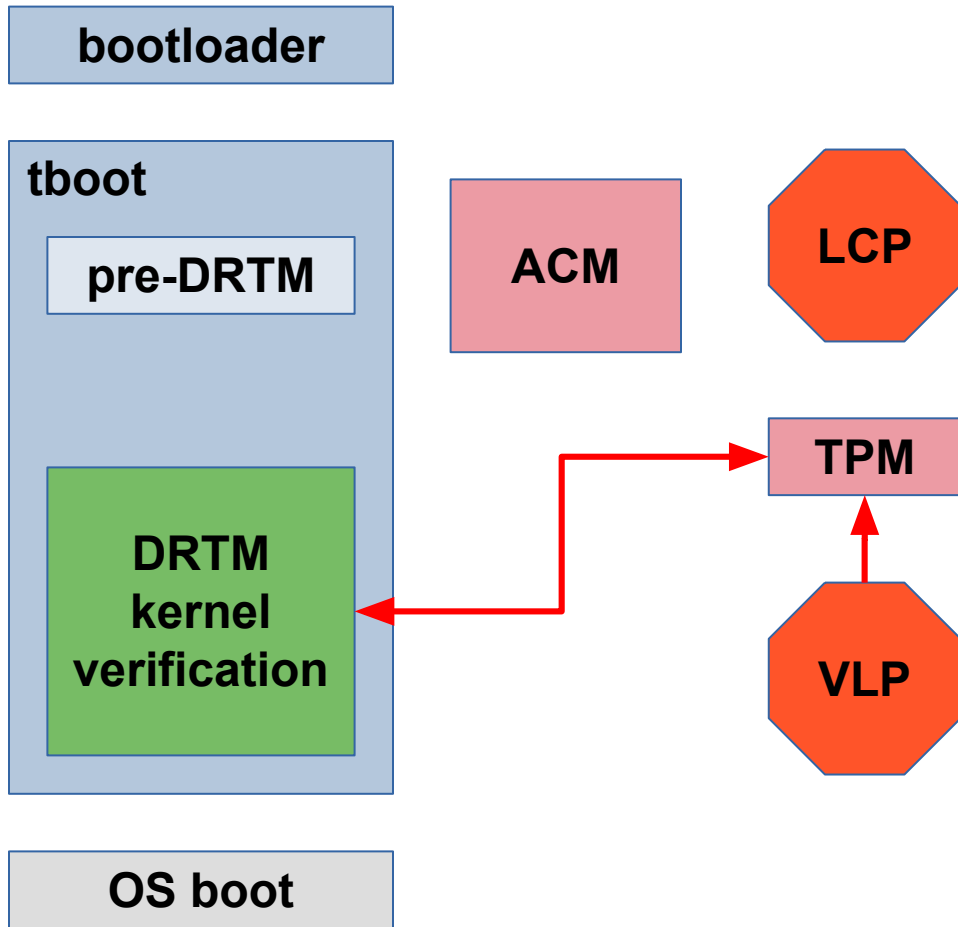 bootloader
tboot
pre-DRTM
ACM
LCP
TPM
DRTM
kernel
verification
VLP
OS boot